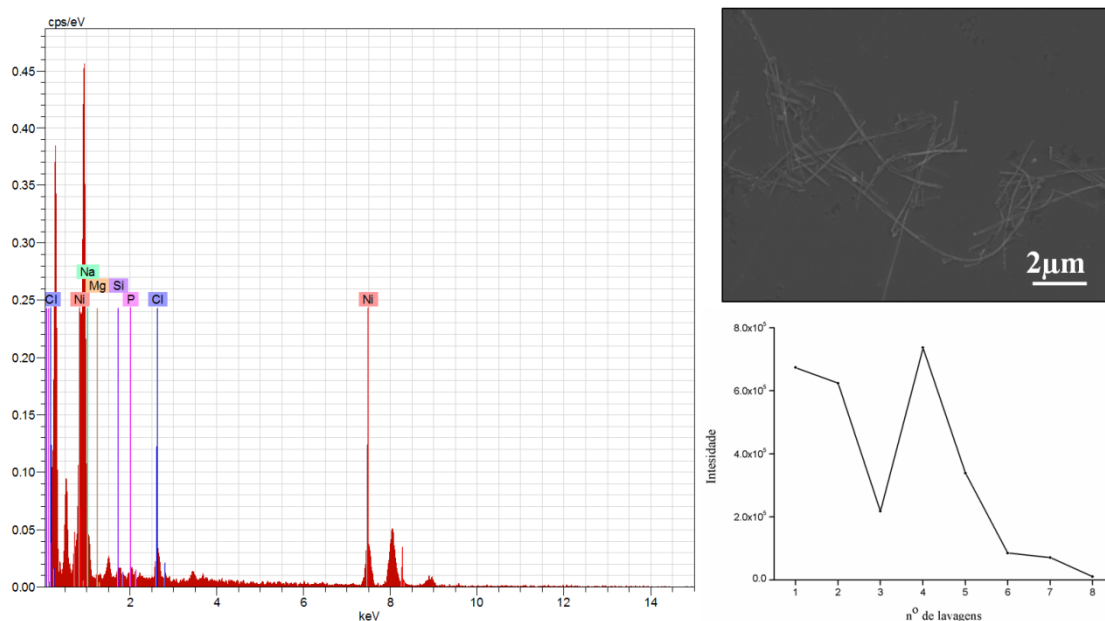 cps/eV
0.45
0.40
0.35
0.30
Na
Mg Si
0.25
Cl Ni P Cl Ni
0.20
0.15
0.10
0.05
0.00
2 4 6 8 10 12 14
keV
2µm
8.0x10⁵
6.0x10⁵
4.0x10⁵
2.0x10⁵
0.0
Intesidade
1 2 3 4 5 6 7 8
nº de lavagens